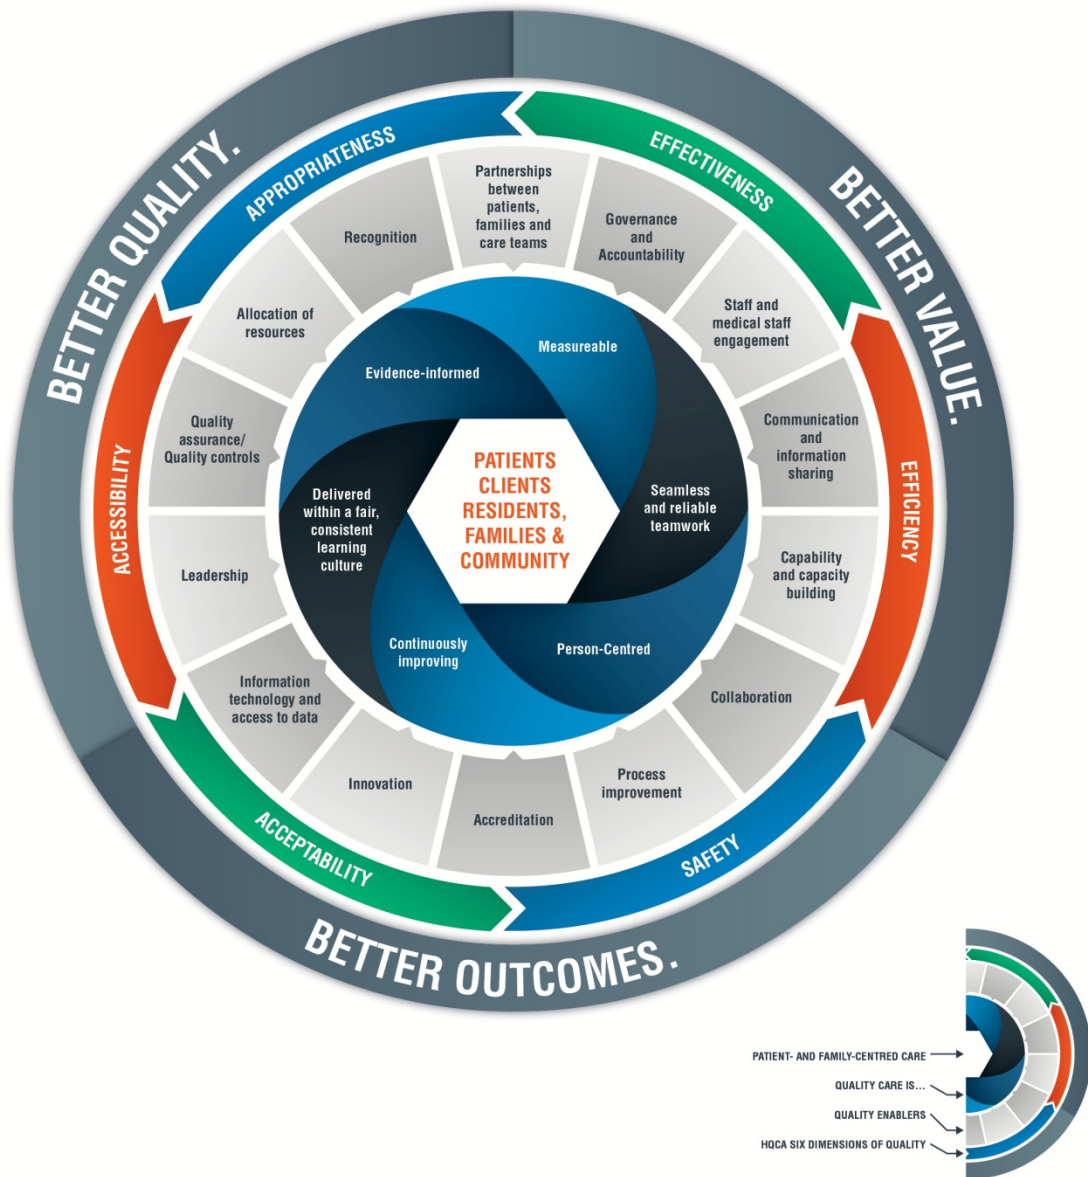 BETTER QUALITY.
BETTER VALUE.
BETTER OUTCOMES.
APPROPRIATENESS
EFFECTIVENESS
EFFICIENCY
SAFETY
ACCEPTABILITY
ACCESSIBILITY
Partnerships
between
patients,
families and
care teams
Governance
and
Accountability
Staff and
medical staff
engagement
Communication
and
information
sharing
Capability
and capacity
building
Collaboration
Process
improvement
Accreditation
Innovation
Information
technology and
access to data
Leadership
Quality
assurance/
Quality controls
Allocation of
resources
Recognition
Measureable
Seamless
and reliable
teamwork
Person-Centred
Continuously
improving
Delivered
within a fair,
consistent
learning
culture
Evidence-informed
PATIENTS
CLIENTS
RESIDENTS,
FAMILIES &
COMMUNITY
PATIENT- AND FAMILY-CENTRED CARE
QUALITY CARE IS...
QUALITY ENABLERS
HQCA SIX DIMENSIONS OF QUALITY